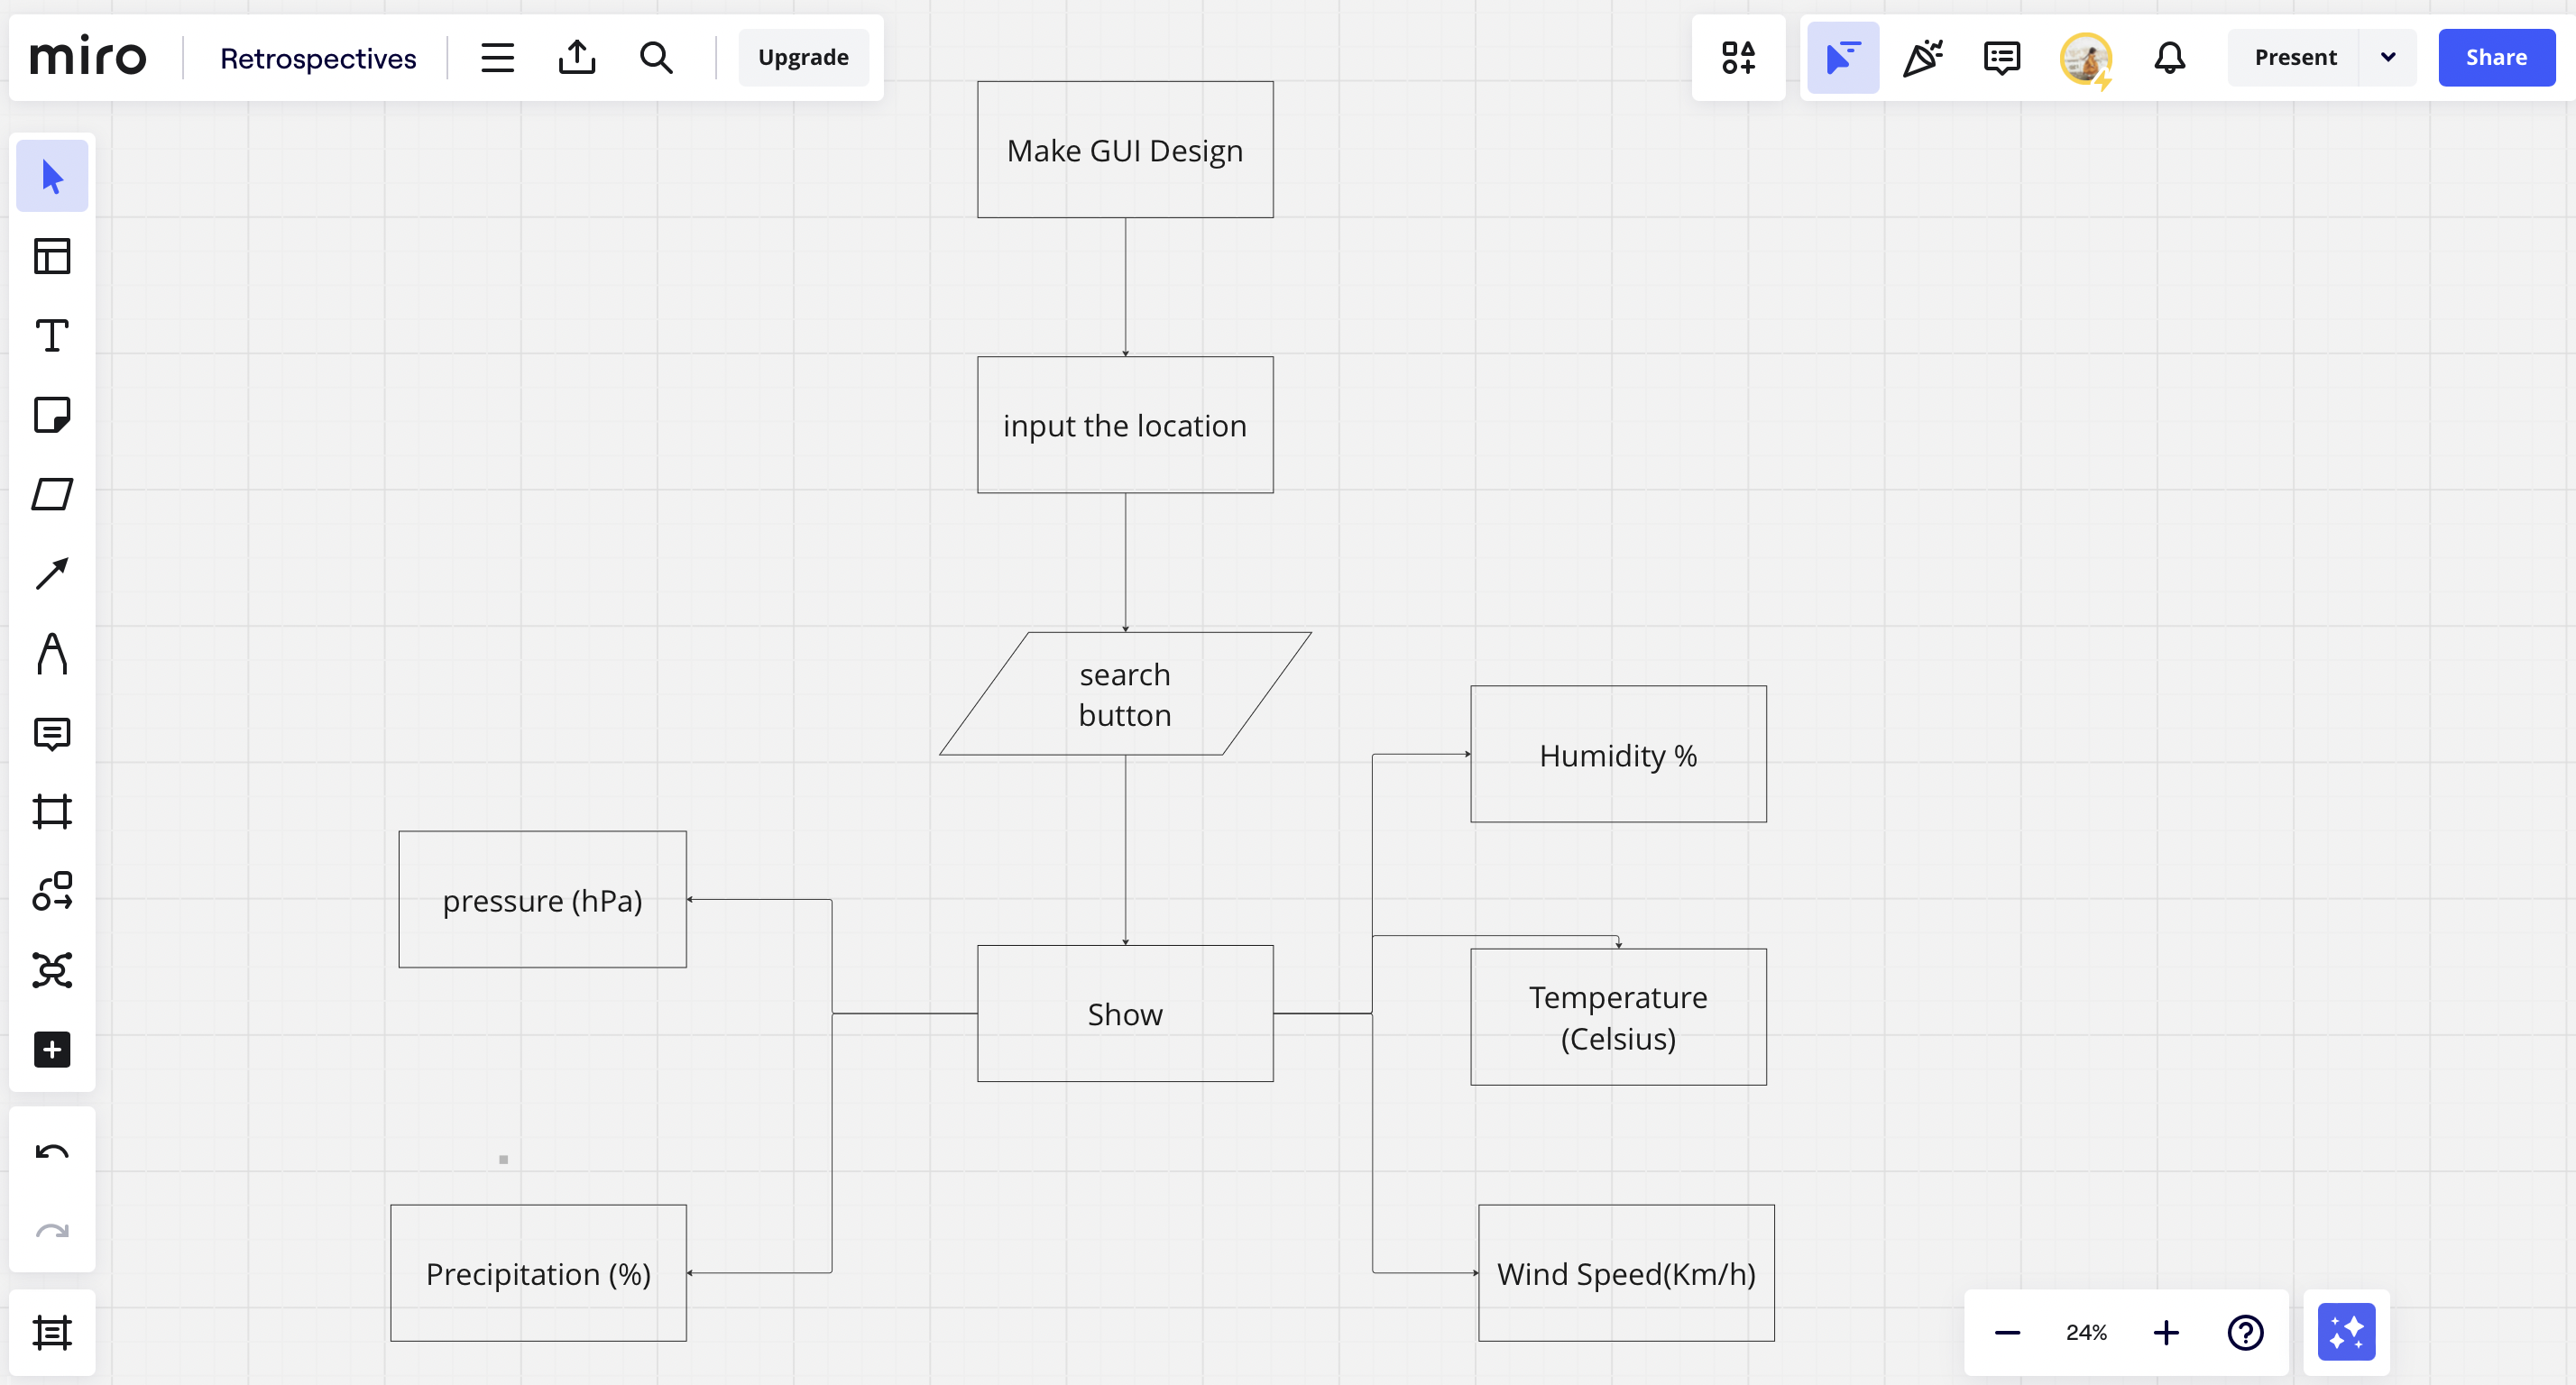 miro
Retrospectives
Upgrade
Present
Share
Make GUI Design
input the location
search
button
Humidity %
pressure (hPa)
Temperature
(Celsius)
Show
Precipitation (%)
Wind Speed(Km/h)
24%